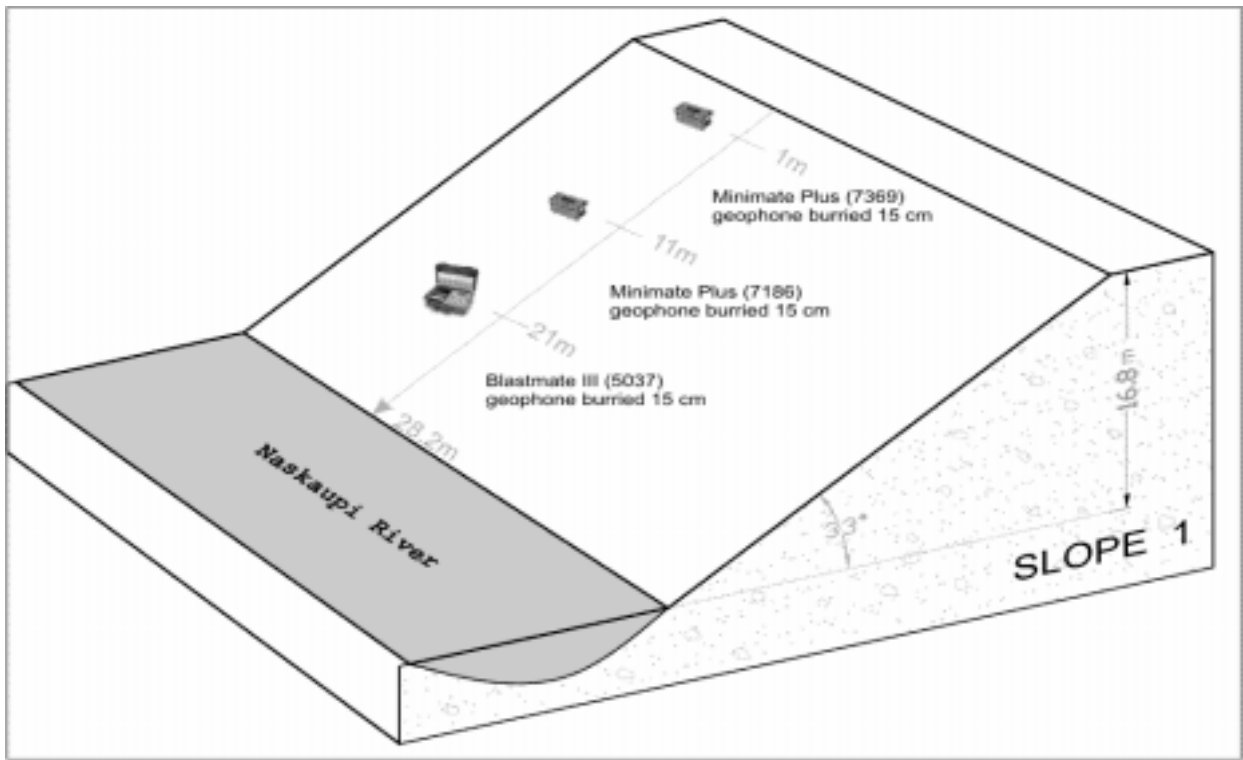 1m
Minimate Plus (7369)
geophone burried 15 cm
11m
Minimate Plus (7186)
geophone burried 15 cm
21m
Blastmate III (5037)
geophone burried 15 cm
28.2m
16.8 m
Naskaupi River
33°
SLOPE 1